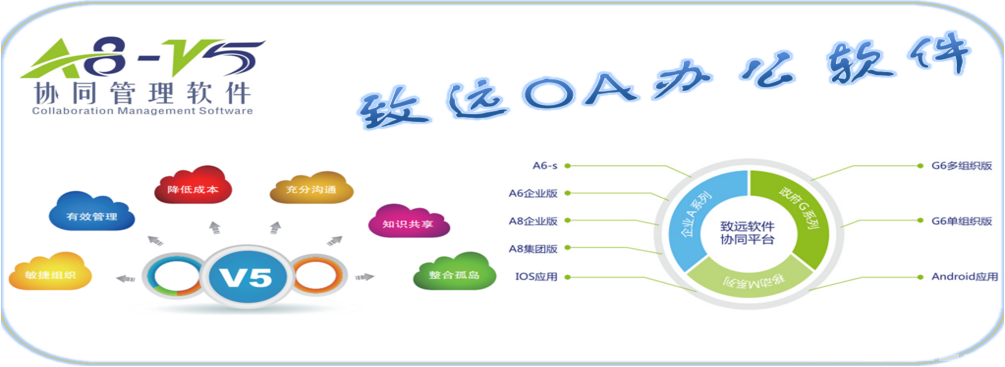 A8-V5
协同管理软件
Collaboration Management Software
致远OA办公软件
降低成本
充分沟通
有效管理
知识共享
敏捷组织
整合孤岛
V5
A6-s
A6企业版
A8企业版
A8集团版
IOS应用
企业A系列
政府G系列
移动M系列
致远软件
协同平台
G6多组织版
G6单组织版
Android应用